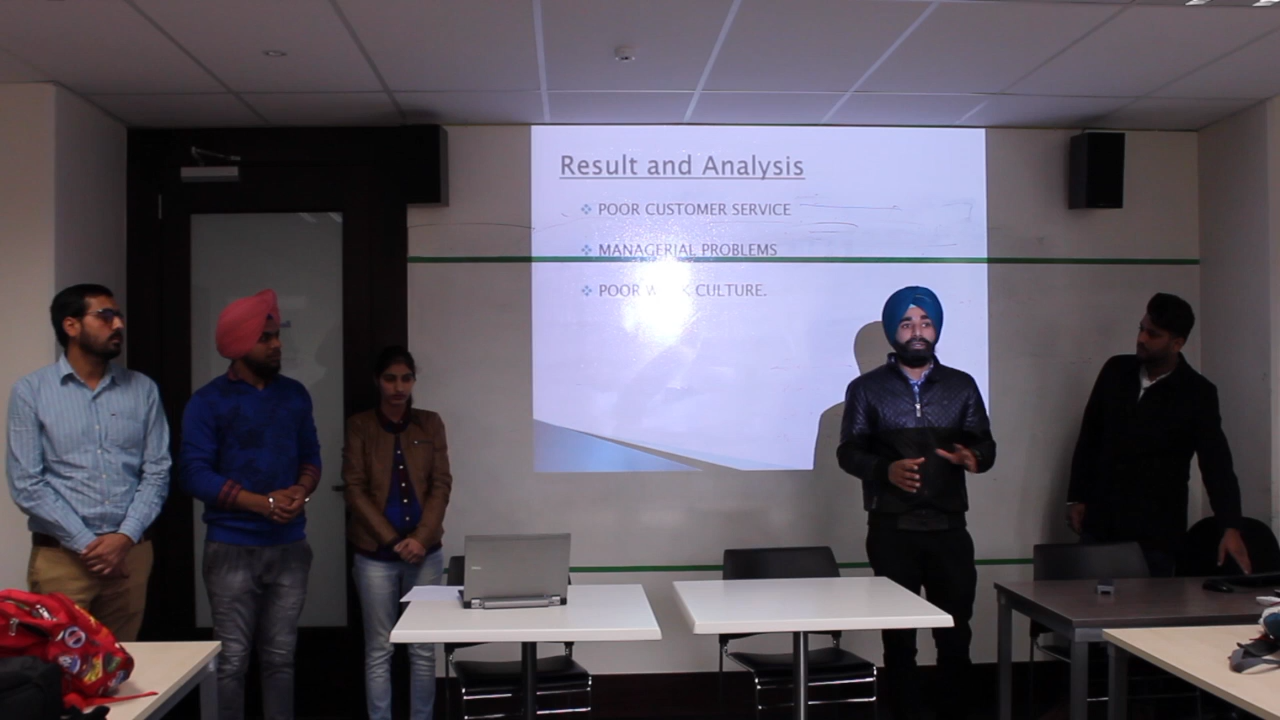 Result and Analysis
POOR CUSTOMER SERVICE
MANAGERIAL PROBLEMS
POOR CULTURE.